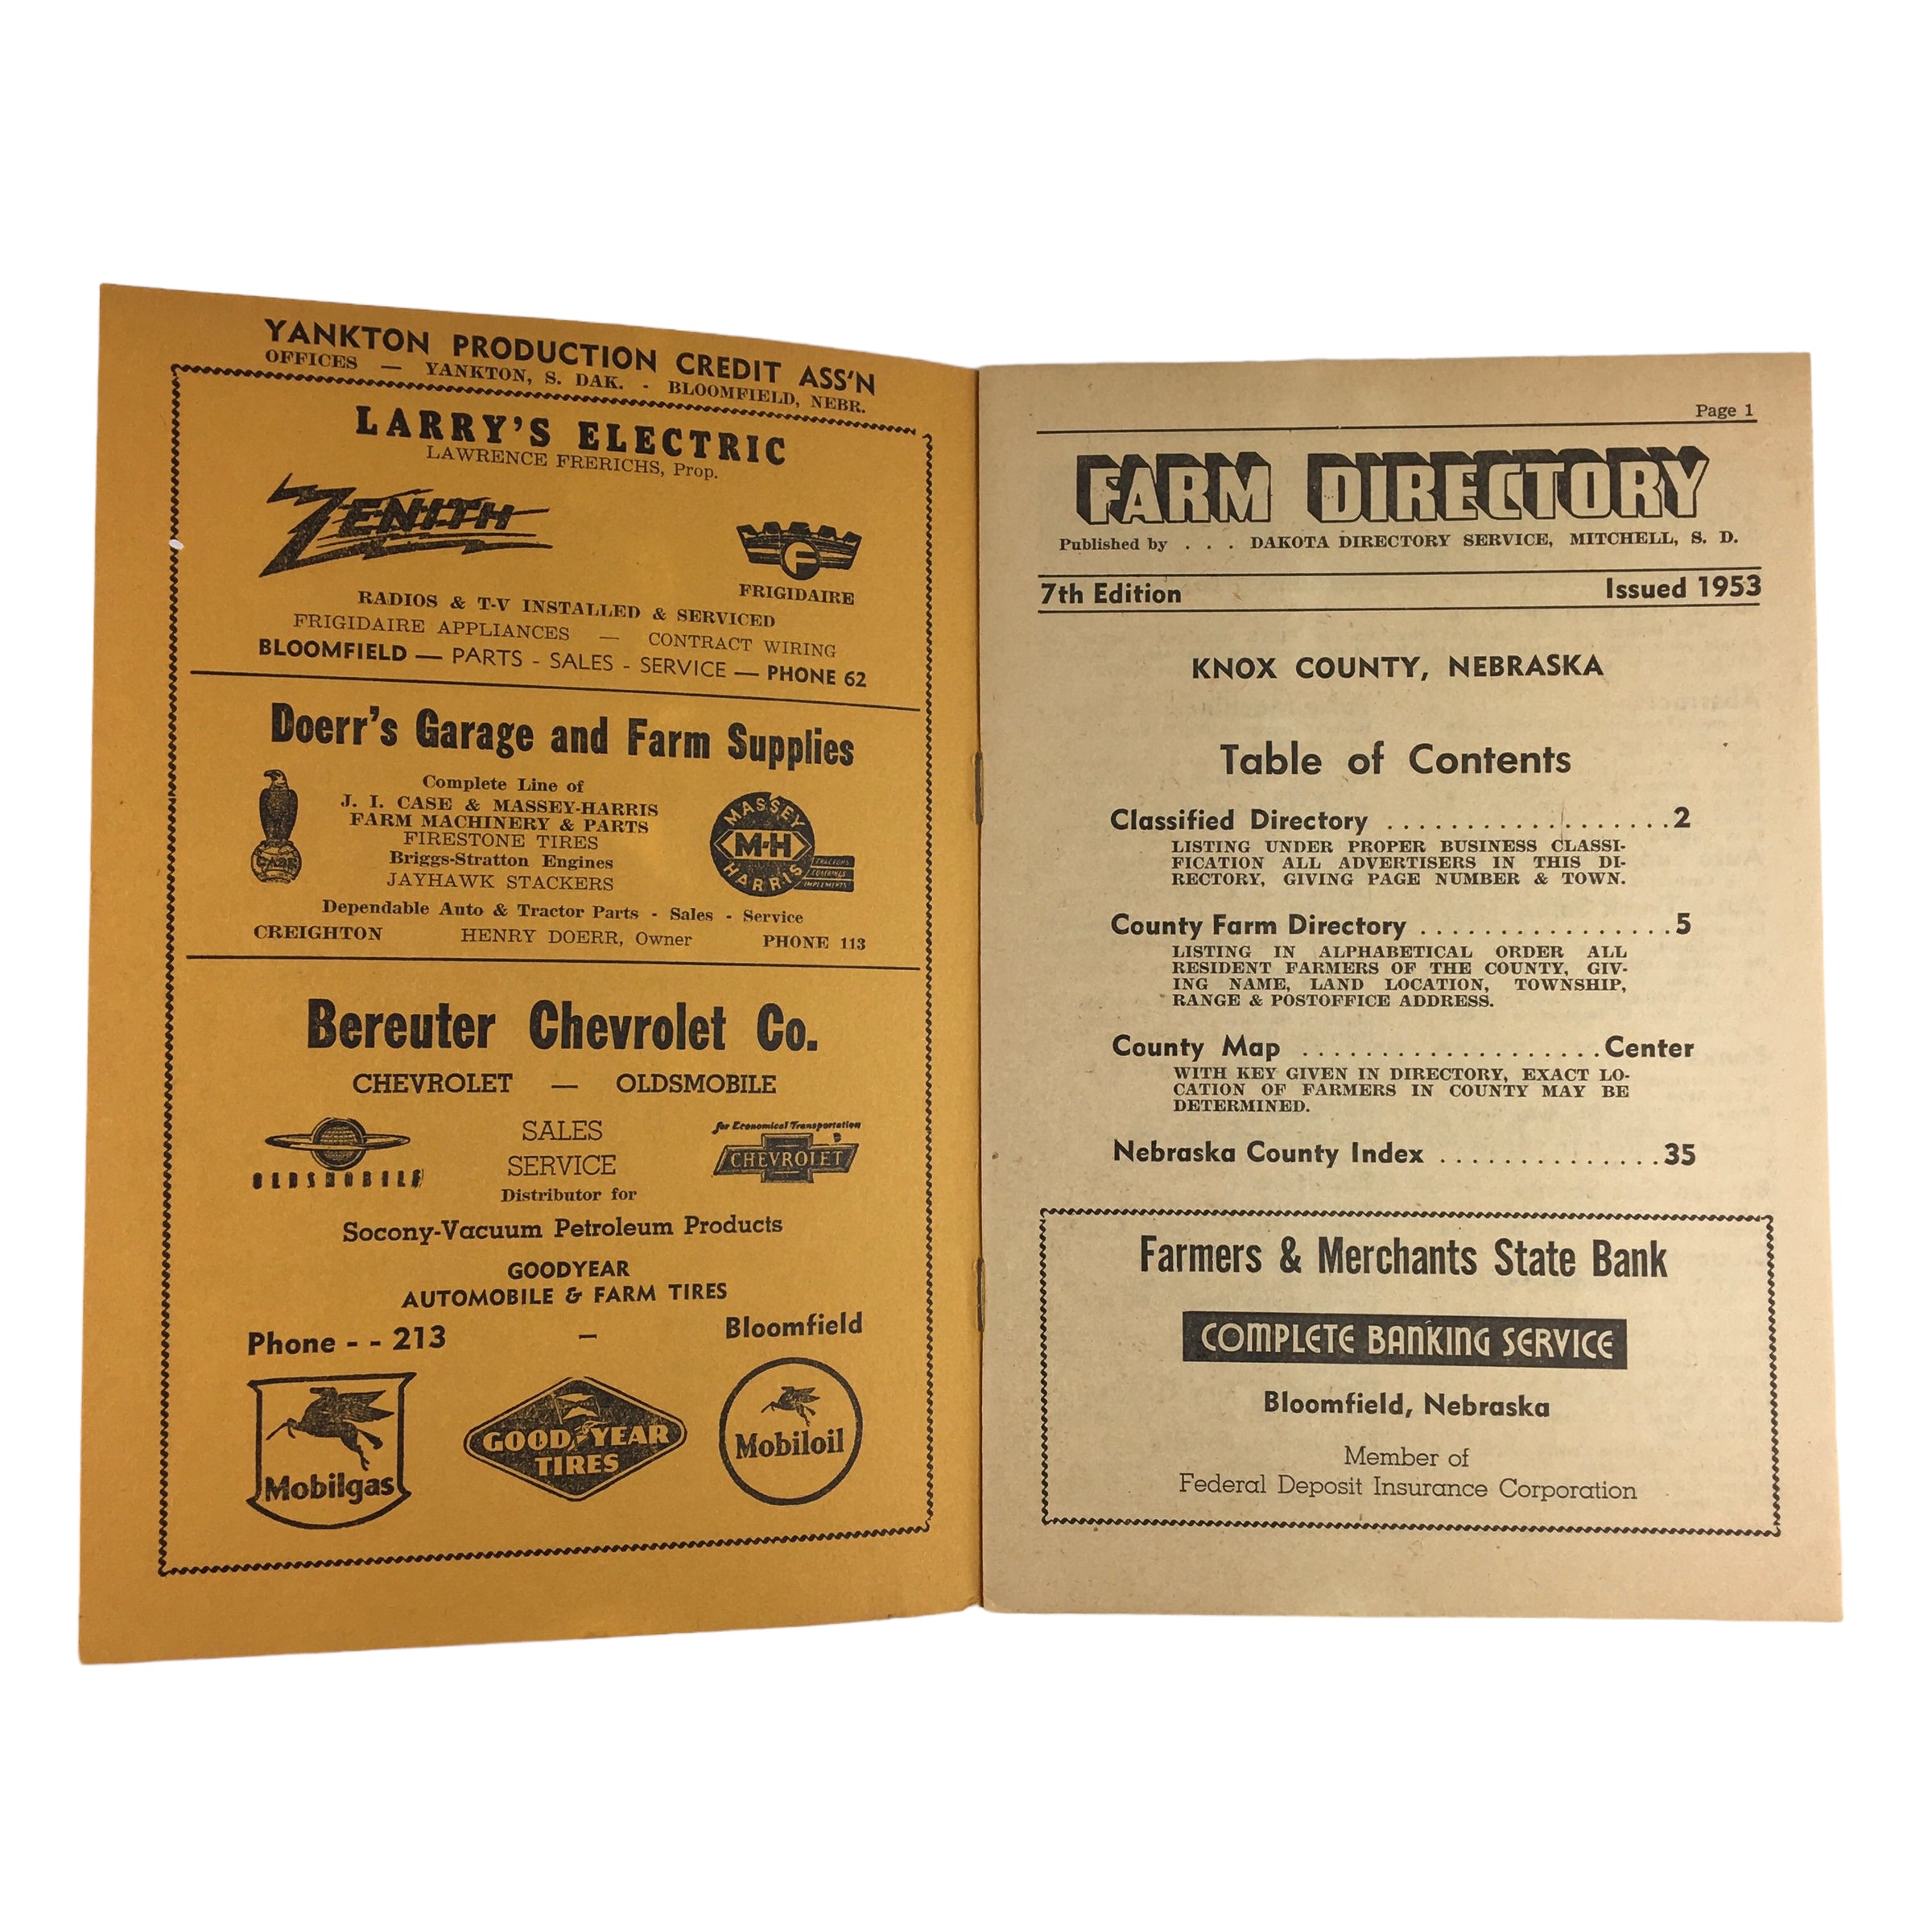 YANKTON PRODUCTION CREDIT ASS'N
OFFICES — YANKTON, S. DAK. - BLOOMFIELD, NEBR.
LARRY'S ELECTRIC
LAWRENCE FRERICHS, Prop.
ZENITH
F
FRIGIDAIRE
RADIOS & T-V INSTALLED & SERVICED
FRIGIDAIRE APPLIANCES — CONTRACT WIRING
BLOOMFIELD — PARTS - SALES - SERVICE — PHONE 62
Doerr's Garage and Farm Supplies
Complete Line of
J. I. CASE & MASSEY-HARRIS
FARM MACHINERY & PARTS
FIRESTONE TIRES
Briggs-Stratton Engines
JAYHAWK STACKERS
CASE
MASSEY
M-H
HARRIS
TRACTORS
COMBINES
IMPLEMENTS
Dependable Auto & Tractor Parts - Sales - Service
CREIGHTON HENRY DOERR, Owner PHONE 113
Bereuter Chevrolet Co.
CHEVROLET — OLDSMOBILE
OLDSMOBILE
SALES
SERVICE
Distributor for
for Economical Transportation
CHEVROLET
Socony-Vacuum Petroleum Products
GOODYEAR
AUTOMOBILE & FARM TIRES
Phone - - 213 — Bloomfield
Mobilgas
GOOD YEAR
TIRES
Mobiloil
Page 1
FARM DIRECTORY
Published by . . . DAKOTA DIRECTORY SERVICE, MITCHELL, S. D.
7th Edition Issued 1953
KNOX COUNTY, NEBRASKA
Table of Contents
Classified Directory ...................2
LISTING UNDER PROPER BUSINESS CLASSI-
FICATION ALL ADVERTISERS IN THIS DI-
RECTORY, GIVING PAGE NUMBER & TOWN.
County Farm Directory .................5
LISTING IN ALPHABETICAL ORDER ALL
RESIDENT FARMERS OF THE COUNTY, GIV-
ING NAME, LAND LOCATION, TOWNSHIP,
RANGE & POSTOFFICE ADDRESS.
County Map ....................Center
WITH KEY GIVEN IN DIRECTORY, EXACT LO-
CATION OF FARMERS IN COUNTY MAY BE
DETERMINED.
Nebraska County Index ...............35
Farmers & Merchants State Bank
COMPLETE BANKING SERVICE
Bloomfield, Nebraska
Member of
Federal Deposit Insurance Corporation